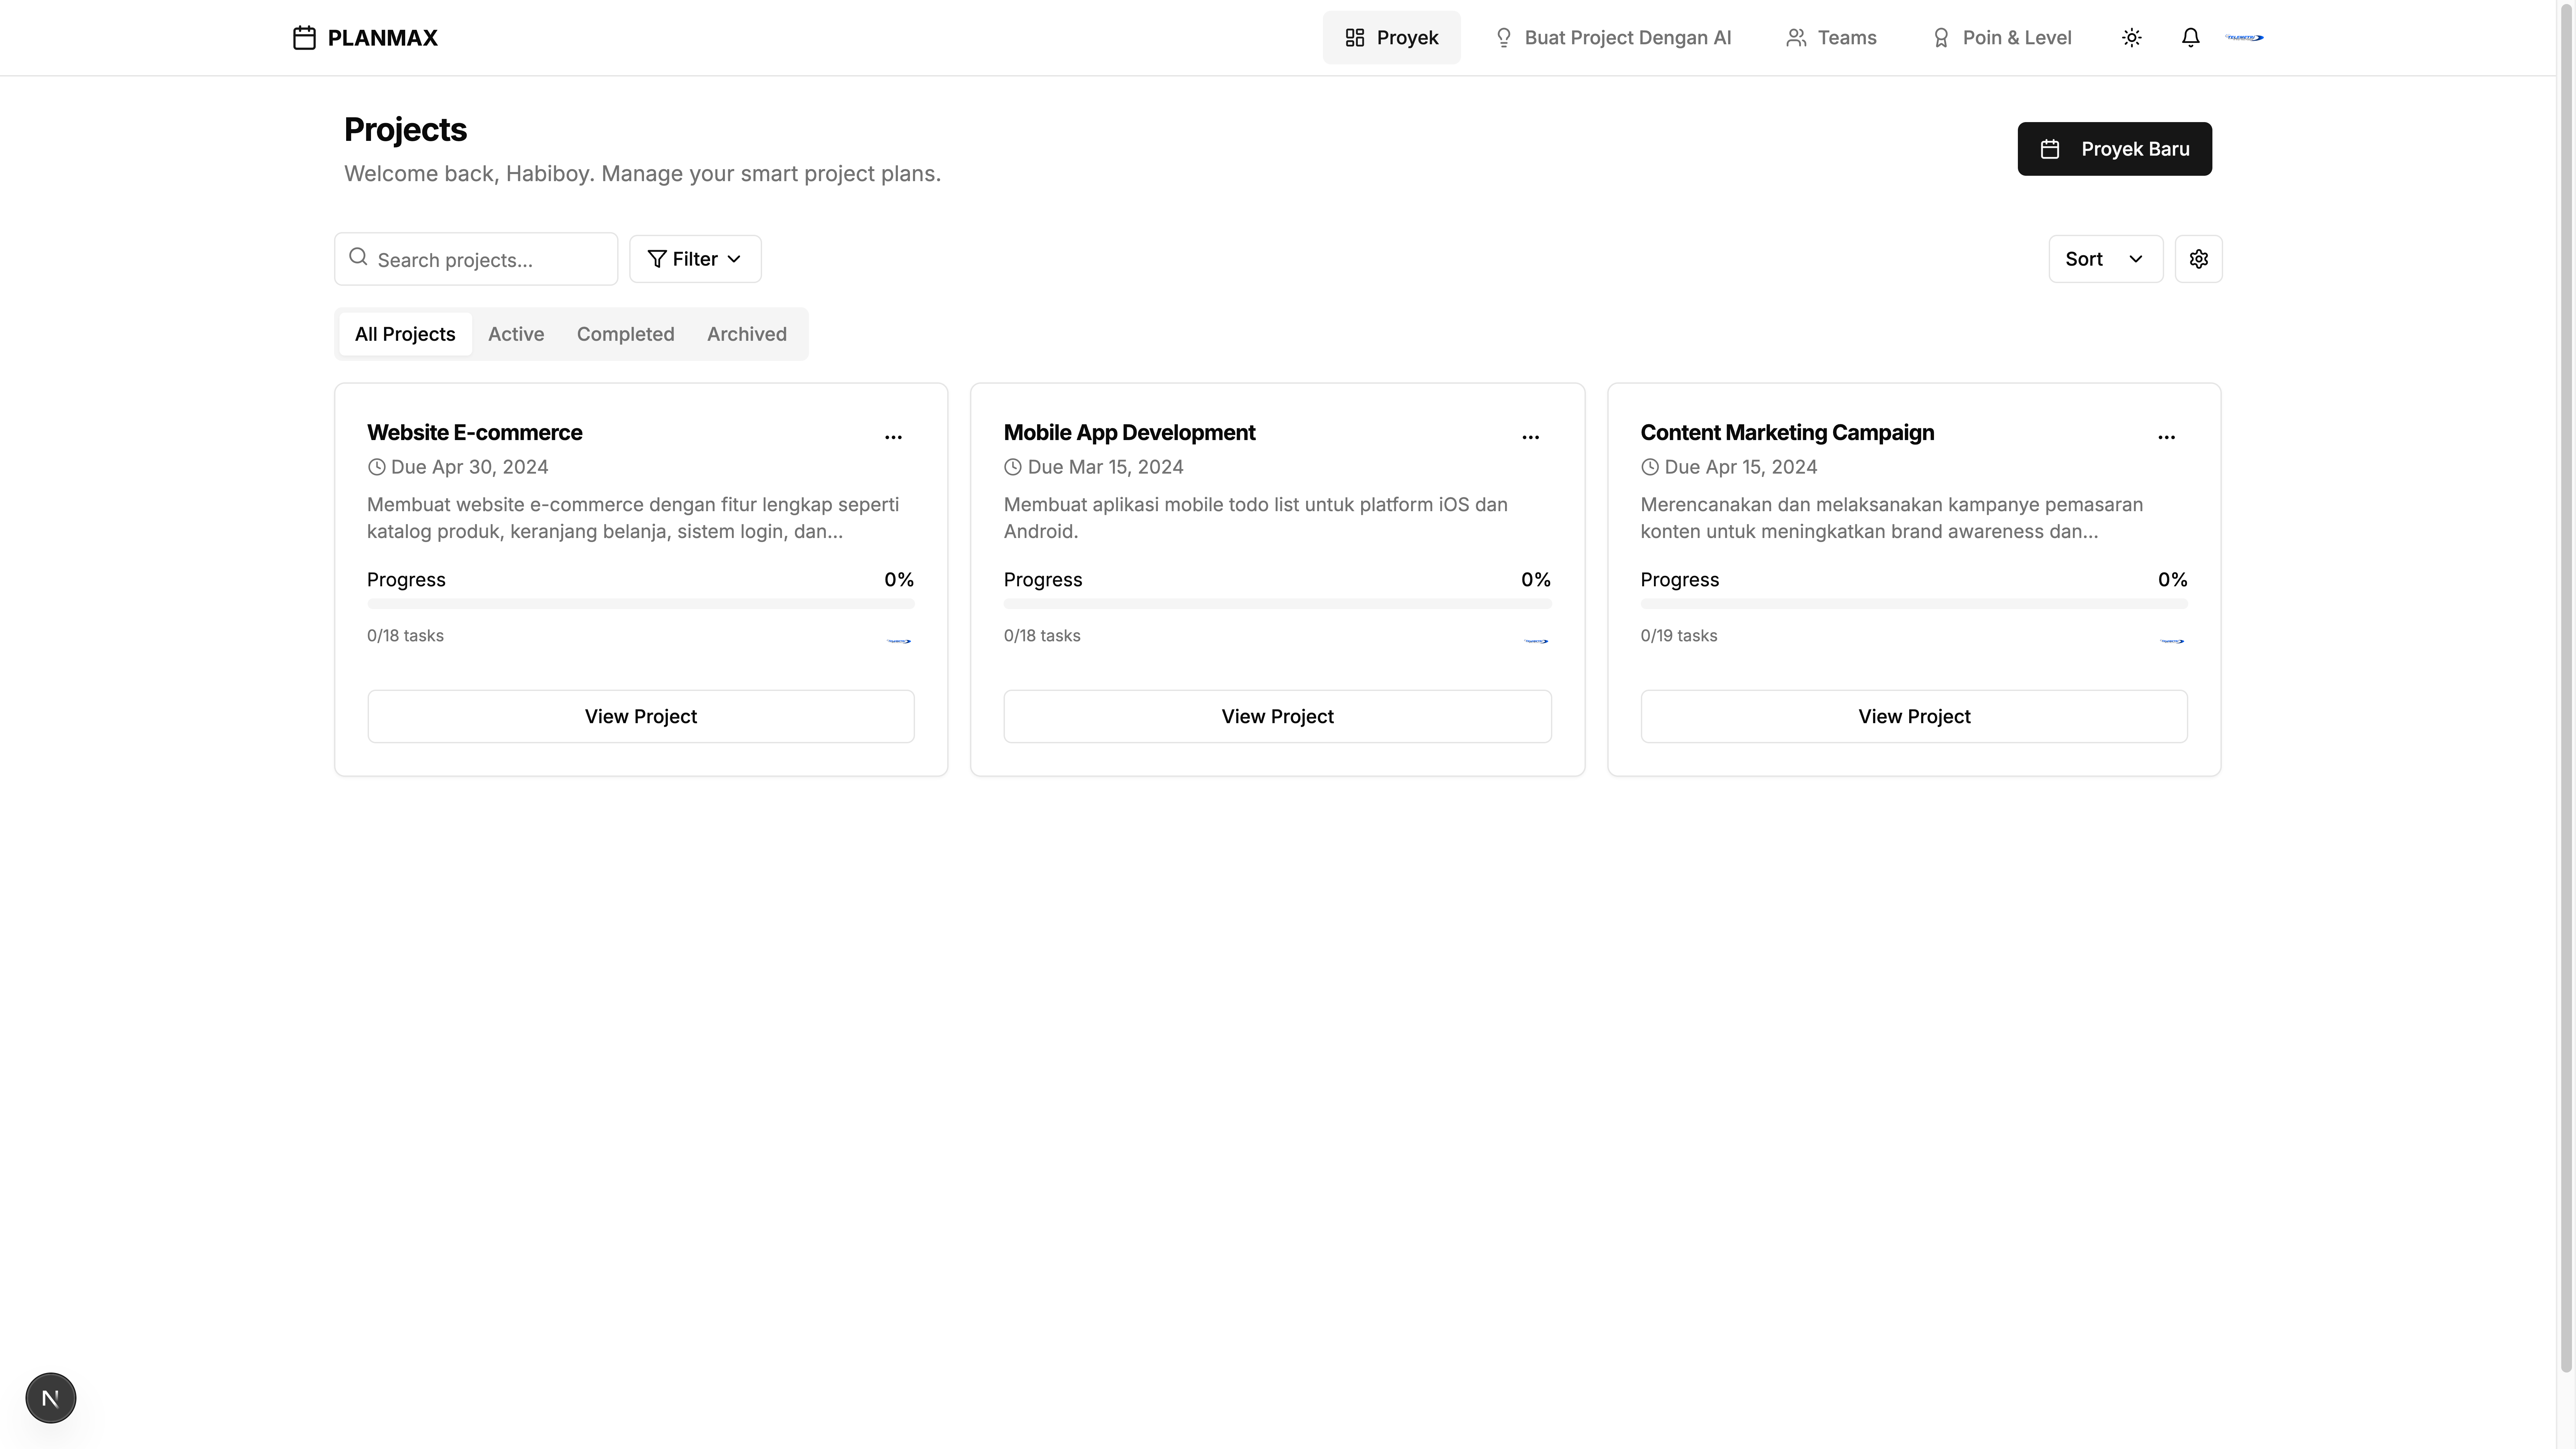 PLANMAX
Proyek
Buat Project Dengan AI
Teams
Poin & Level
Projects
Welcome back, Habiboy. Manage your smart project plans.
Proyek Baru
Search projects...
Filter
Sort
All Projects
Active
Completed
Archived
Website E-commerce
Due Apr 30, 2024
Membuat website e-commerce dengan fitur lengkap seperti
katalog produk, keranjang belanja, sistem login, dan...
Progress 0%
0/18 tasks
View Project
Mobile App Development
Due Mar 15, 2024
Membuat aplikasi mobile todo list untuk platform iOS dan
Android.
Progress 0%
0/18 tasks
View Project
Content Marketing Campaign
Due Apr 15, 2024
Merencanakan dan melaksanakan kampanye pemasaran
konten untuk meningkatkan brand awareness dan...
Progress 0%
0/19 tasks
View Project
N